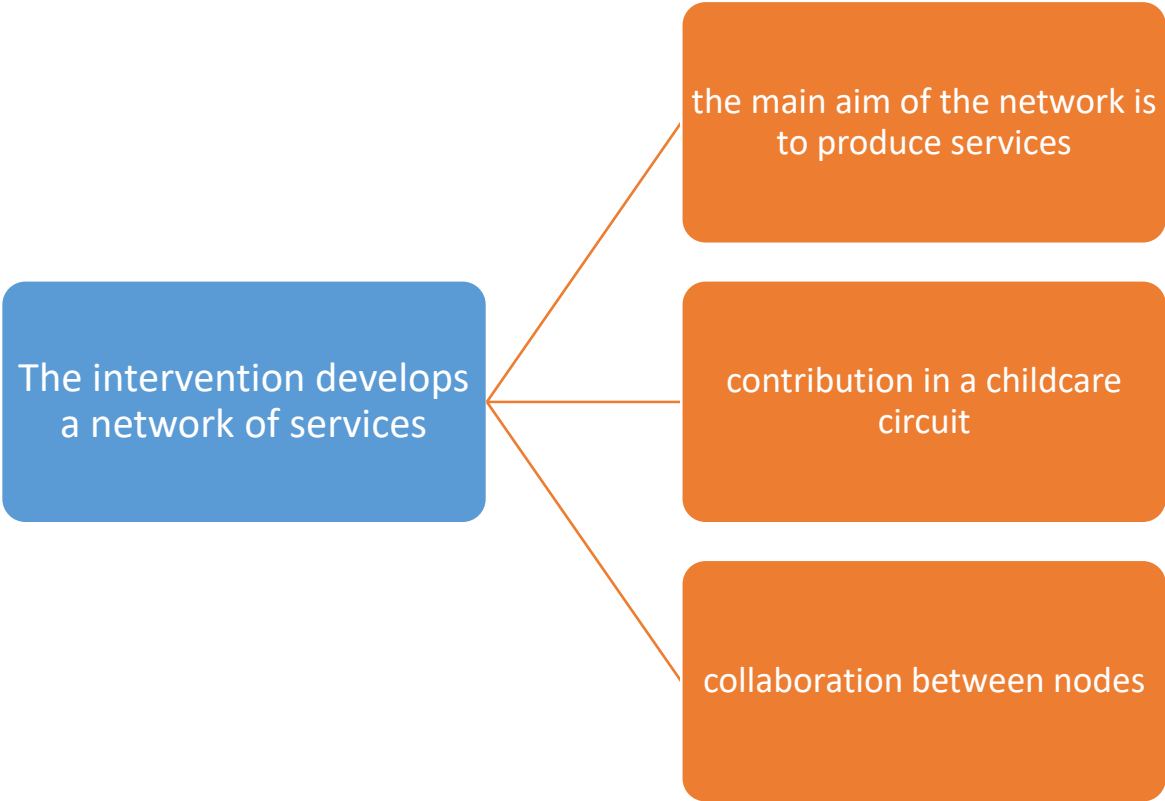 The intervention develops
a network of services
the main aim of the network is
to produce services
contribution in a childcare
circuit
collaboration between nodes